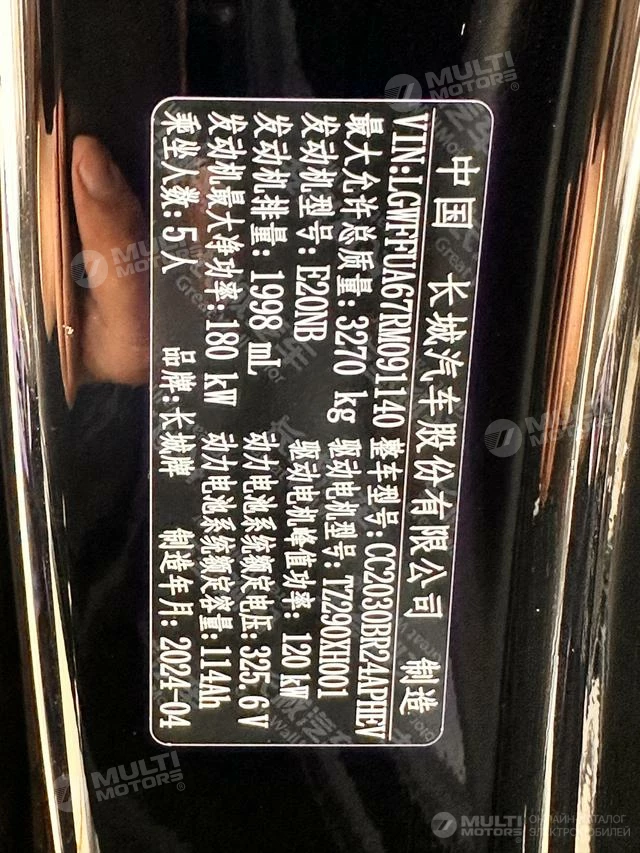 中国 长城汽车股份有限公司 制造
VIN:LGWFFUA67RM091140 整车型号:CC2030BR24APHEV
最大允许总质量: 3270 kg 驱动电机型号: TZ290XH001
发动机型号: E20NB 驱动电机峰值功率: 120 kW
发动机排量: 1998 mL 动力电池系统额定电压: 325.6V
发动机最大净功率:180 kW 动力电池系统额定容量:114Ah
乘坐人数: 5人 品牌:长城牌 制造年月: 2024-04
MULTI MOTORS
MULTI MOTORS
MULTI MOTORS
MULTI MOTORS
MULTI MOTORS ОНЛАЙН-КАТАЛОГ ЭЛЕКТРОМОБИЛЕЙ